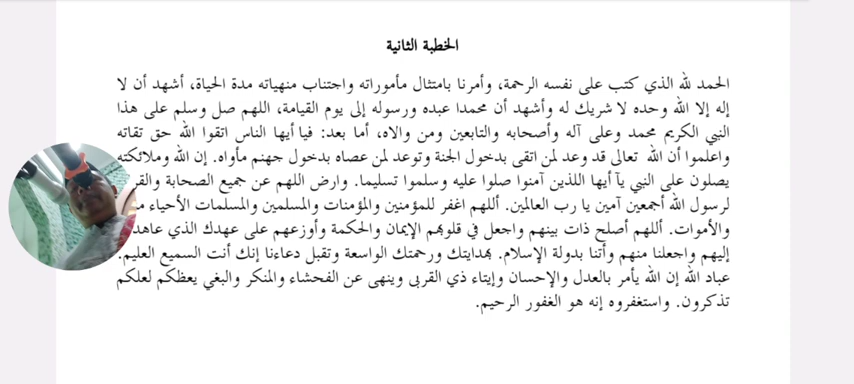 الخطبة الثانية
الحمد لله الذي كتب على نفسه الرحمة، وأمرنا بامتثال مأموراته واجتناب منهياته مدة الحياة، أشهد أن لا
إله إلا الله وحده لا شريك له وأشهد أن محمدا عبده ورسوله إلى يوم القيامة، اللهم صل وسلم على هذا
النبي الكريم محمد وعلى آله وأصحابه والتابعين ومن والاه، أما بعد: فيا أيها الناس اتقوا الله حق تقاته
واعلموا أن الله تعالى قد وعد لمن اتقى بدخول الجنة وتوعد لمن عصاه بدخول جهنم مأواه. إن الله وملائكته
يصلون على النبي يآ أيها اللذين آمنوا صلوا عليه وسلموا تسليما. وارض اللهم عن جميع الصحابة
لرسول الله أجمعين آمين يا رب العالمين. أللهم اغفر للمؤمنين والمؤمنات والمسلمين والمسلمات الأحياء
والأموات. أللهم أصلح ذات بينهم واجعل في قلوبهم الإيمان والحكمة وأوزعهم على عهدك الذي
إليهم واجعلنا منهم وأتنا بدولة الإسلام. بهدايتك ورحمتك الواسعة وتقبل دعاءنا إنك أنت السميع العليم.
عباد الله إن الله يأمر بالعدل والإحسان وإيتاء ذي القربى وينهى عن الفحشاء والمنكر والبغي يعظكم لعلكم
تذكرون. واستغفروه إنه هو الغفور الرحيم.